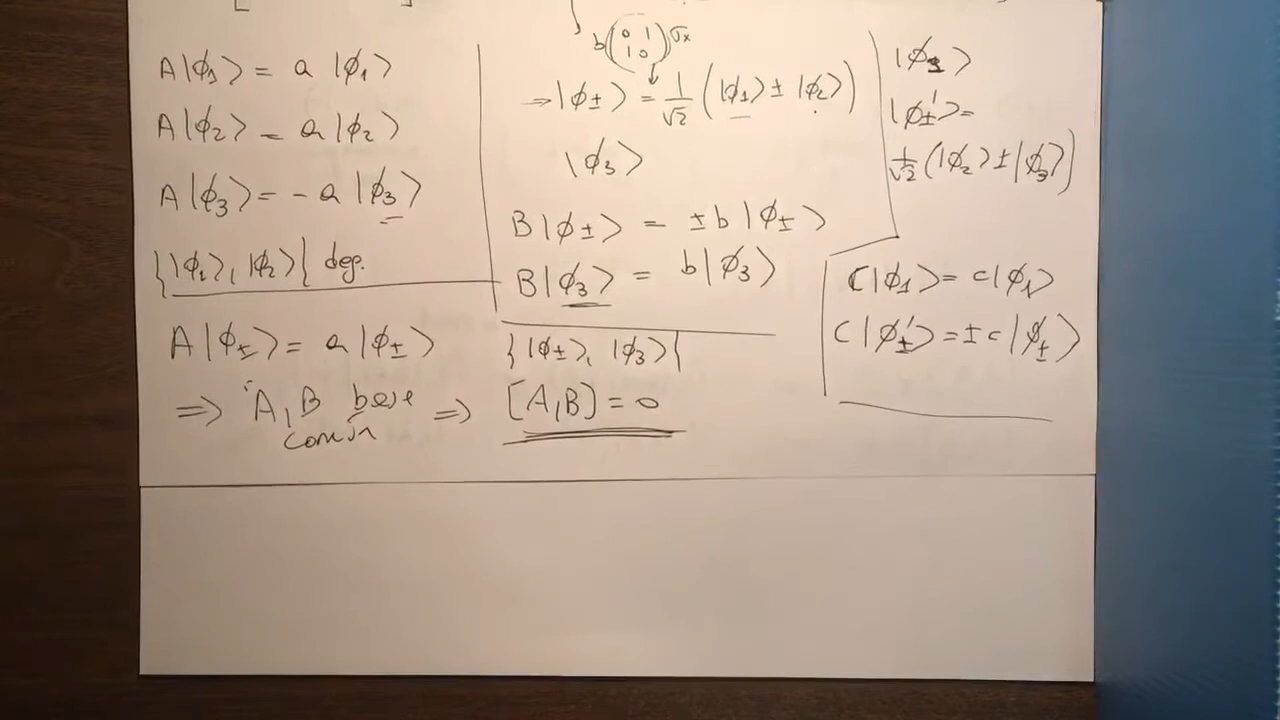 A|ϕ₁⟩ = a |ϕ₁⟩
A|ϕ₂⟩ = a |ϕ₂⟩
A|ϕ₃⟩ = - a |ϕ₃⟩
{|ϕ₁⟩, |ϕ₂⟩} deg.
A|ϕ±⟩ = a|ϕ±⟩
⇒ A, B base común ⇒ [A,B] = 0
b(0 1
1 0) σx
→ |ϕ±⟩ = 1/√2 (|ϕ₁⟩ ± |ϕ₂⟩)
|ϕ₃⟩
B|ϕ±⟩ = ±b |ϕ±⟩
B|ϕ₃⟩ = b|ϕ₃⟩
{|ϕ±⟩, |ϕ₃⟩}
|ϕ₁⟩
|ϕ±'⟩ =
1/√2 (|ϕ₂⟩ ± |ϕ₃⟩)
C|ϕ₁⟩ = c|ϕ₁⟩
C|ϕ±'⟩ = ± c|ϕ±'⟩